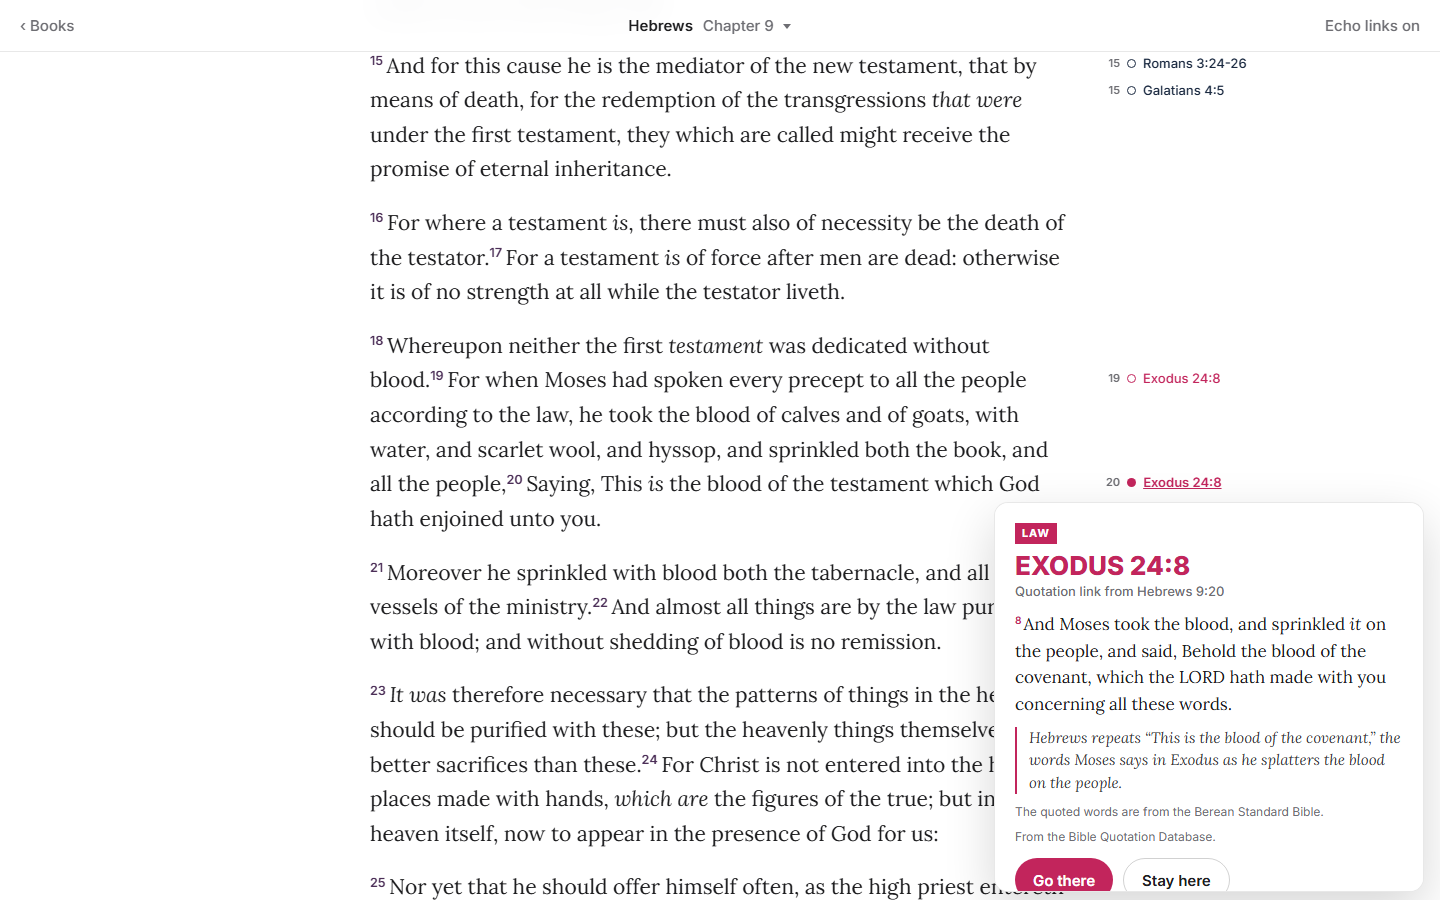 ‹ Books
Hebrews Chapter 9
Echo links on
15 And for this cause he is the mediator of the new testament, that by
means of death, for the redemption of the transgressions that were
under the first testament, they which are called might receive the
promise of eternal inheritance.
16 For where a testament is, there must also of necessity be the death of
the testator.17 For a testament is of force after men are dead: otherwise
it is of no strength at all while the testator liveth.
18 Whereupon neither the first testament was dedicated without
blood.19 For when Moses had spoken every precept to all the people
according to the law, he took the blood of calves and of goats, with
water, and scarlet wool, and hyssop, and sprinkled both the book, and
all the people,20 Saying, This is the blood of the testament which God
hath enjoined unto you.
21 Moreover he sprinkled with blood both the tabernacle, and all
vessels of the ministry.22 And almost all things are by the law
with blood; and without shedding of blood is no remission.
23 It was therefore necessary that the patterns of things in the
should be purified with these; but the heavenly things
better sacrifices than these.24 For Christ is not entered into the
places made with hands, which are the figures of the true; but in
heaven itself, now to appear in the presence of God for us:
25 Nor yet that he should offer himself often, as the high priest
15 Romans 3:24-26
15 Galatians 4:5
19 Exodus 24:8
20 Exodus 24:8
LAW
EXODUS 24:8
Quotation link from Hebrews 9:20
8 And Moses took the blood, and sprinkled it on
the people, and said, Behold the blood of the
covenant, which the LORD hath made with you
concerning all these words.
Hebrews repeats “This is the blood of the covenant,” the
words Moses says in Exodus as he splatters the blood
on the people.
The quoted words are from the Berean Standard Bible.
From the Bible Quotation Database.
Go there
Stay here